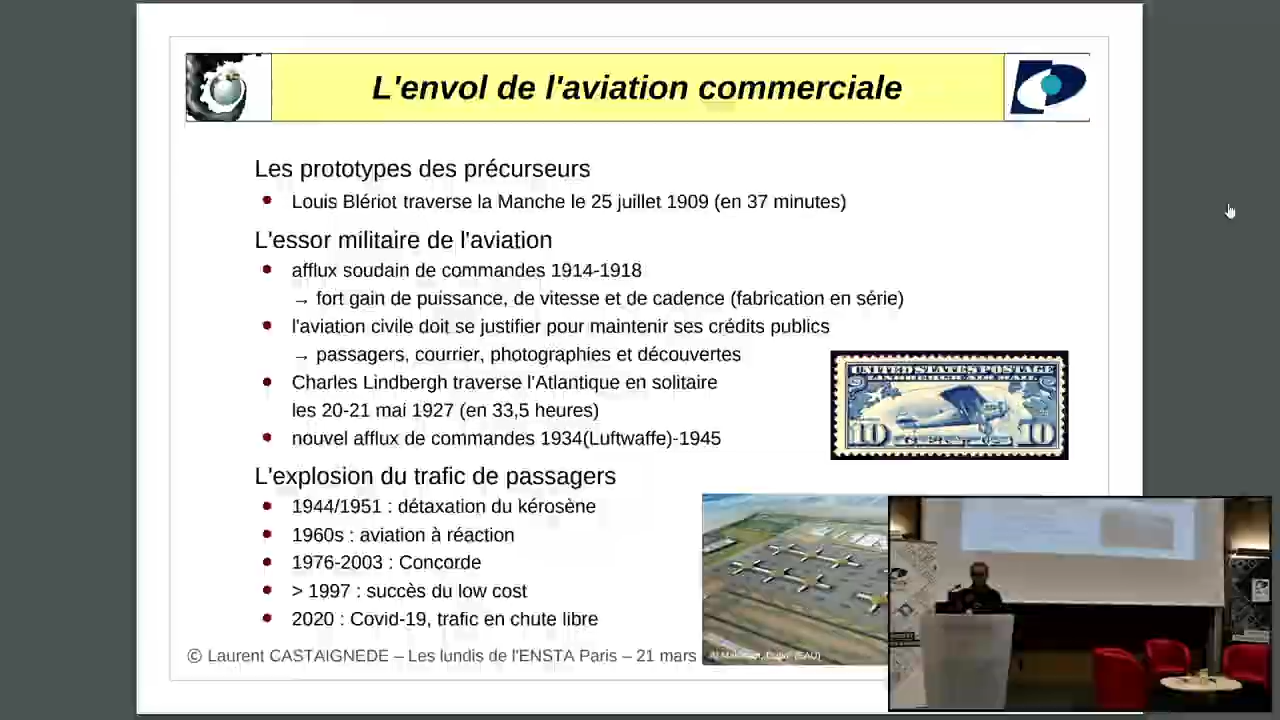 L'envol de l'aviation commerciale
Les prototypes des précurseurs
Louis Blériot traverse la Manche le 25 juillet 1909 (en 37 minutes)
L'essor militaire de l'aviation
afflux soudain de commandes 1914-1918
→ fort gain de puissance, de vitesse et de cadence (fabrication en série)
l'aviation civile doit se justifier pour maintenir ses crédits publics
→ passagers, courrier, photographies et découvertes
Charles Lindbergh traverse l'Atlantique en solitaire
les 20-21 mai 1927 (en 33,5 heures)
nouvel afflux de commandes 1934(Luftwaffe)-1945
UNITED STATES POSTAGE
LINDBERGH AIR MAIL
10
10
L'explosion du trafic de passagers
1944/1951 : détaxation du kérosène
1960s : aviation à réaction
1976-2003 : Concorde
> 1997 : succès du low cost
2020 : Covid-19, trafic en chute libre
© Laurent CASTAIGNEDE – Les lundis de l'ENSTA Paris – 21 mars
(EAU)